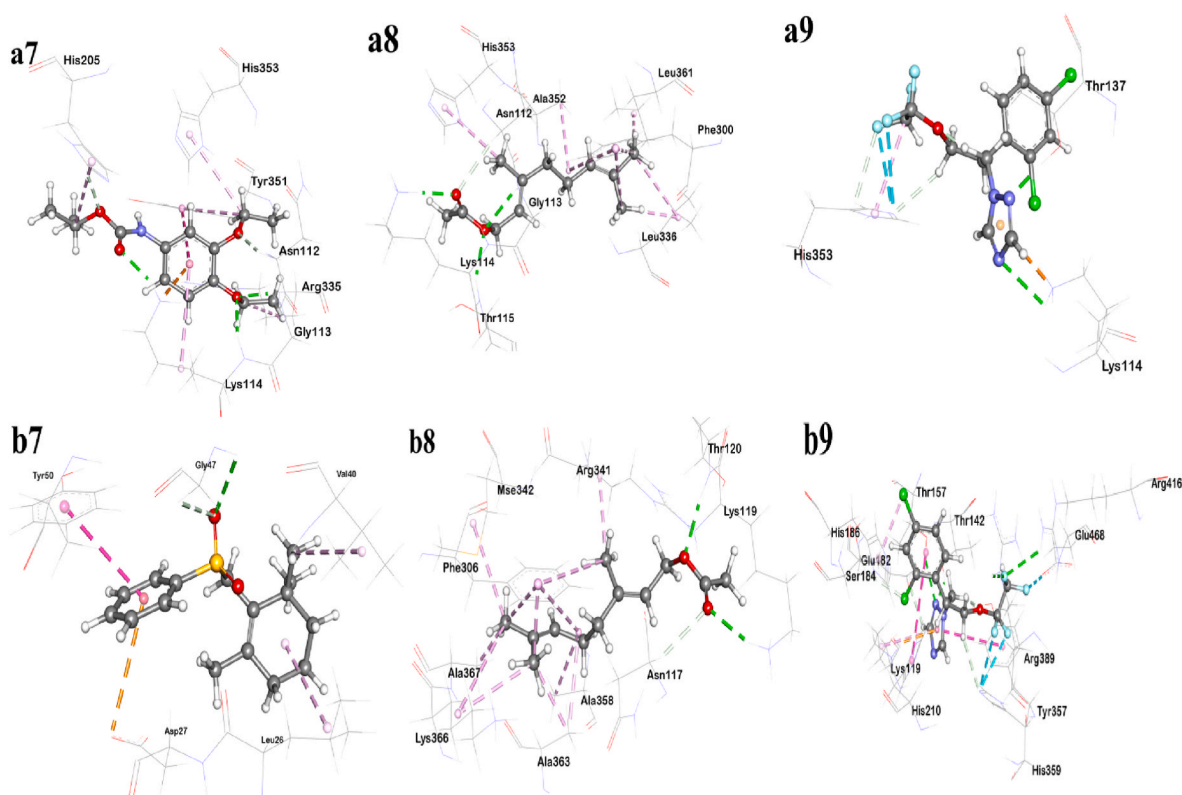 a7
His205
His353
Tyr351
Asn112
Arg335
Gly113
Lys114
a8
His353
Ala352
Asn112
Leu361
Phe300
Gly113
Leu336
Lys114
Thr115
a9
Thr137
His353
Lys114
b7
Tyr50
Gly47
Val48
Asp27
Leu26
b8
Thr120
Arg341
Mse342
Lys119
Phe306
Ala367
Asn117
Ala358
Lys366
Ala363
b9
Arg416
Thr157
Thr142
His186
Glu468
Glu182
Ser184
Arg389
Lys119
His210
Tyr357
His359